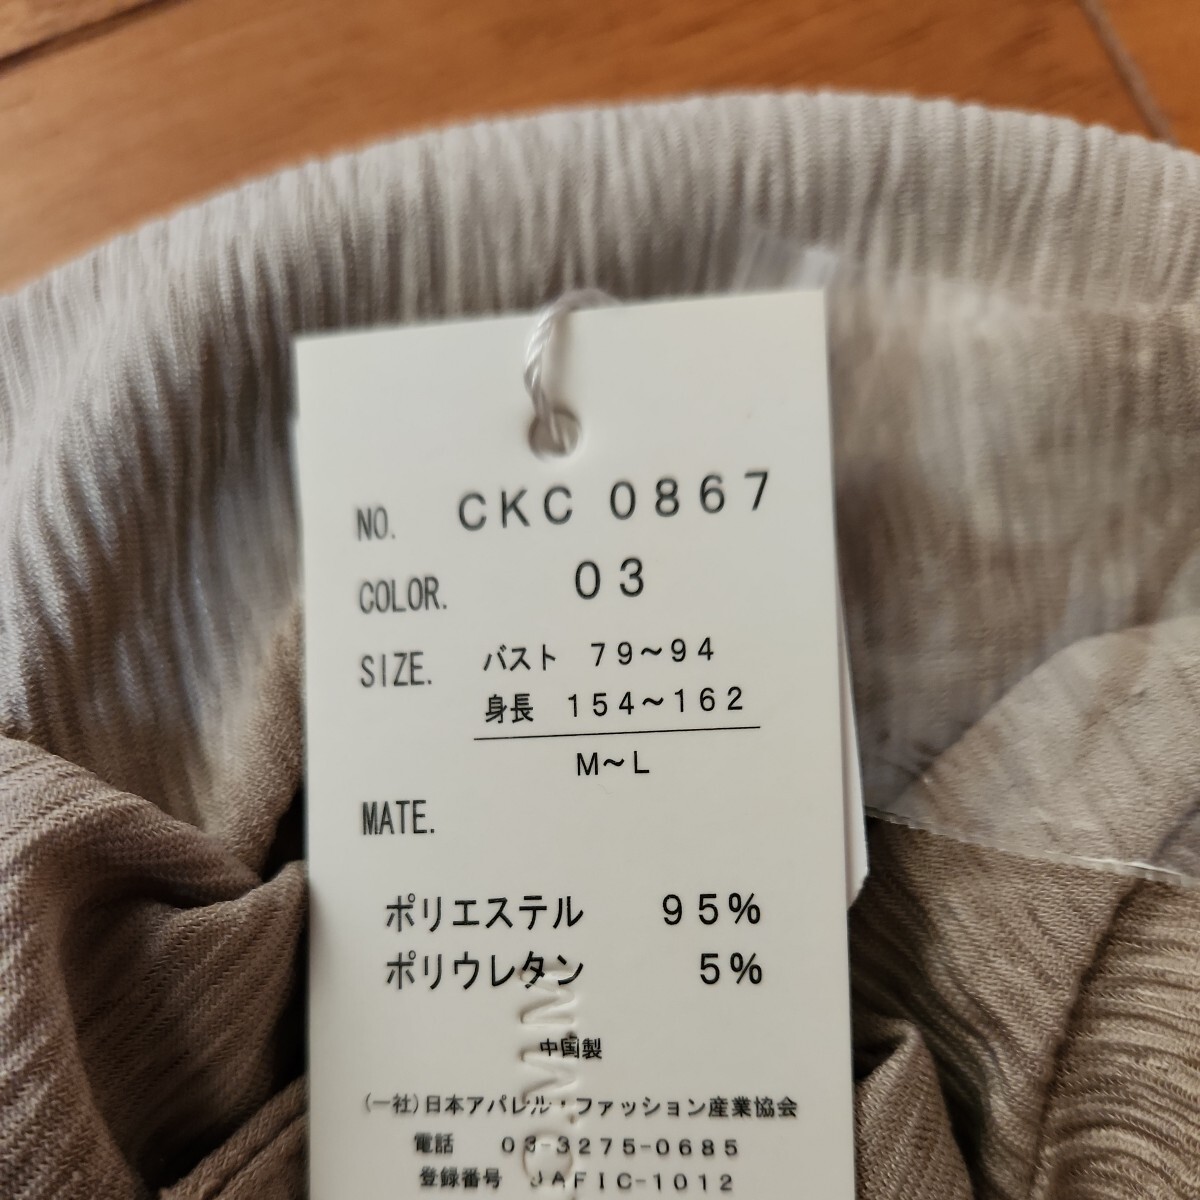 NO. CKC 0867
COLOR. 03
SIZE. バスト 79～94
身長 154～162
M～L
MATE.
ポリエステル 95%
ポリウレタン 5%
中国製
(一社)日本アパレル・ファッション産業協会
電話 03-3275-0685
登録番号 JAFIC-1012